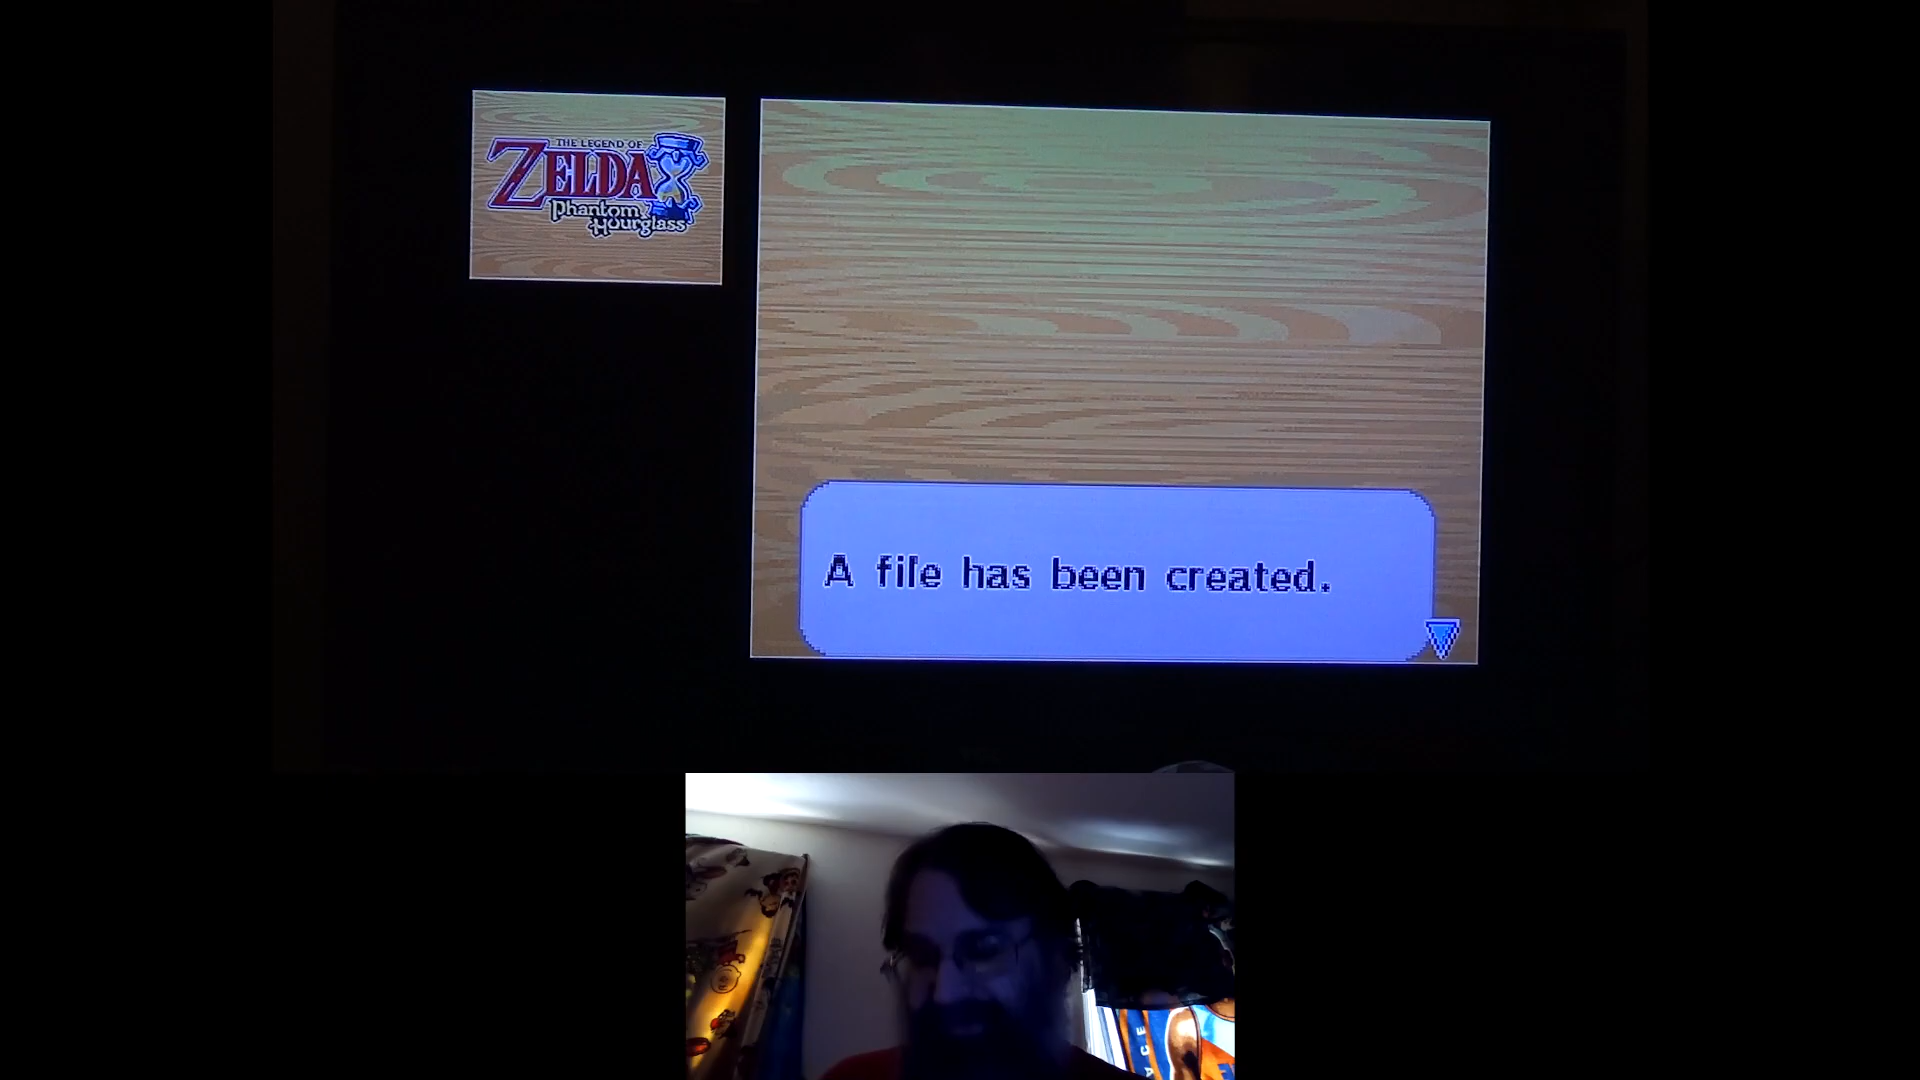 THE LEGEND OF
ZELDA
Phantom
Hourglass
A file has been created.